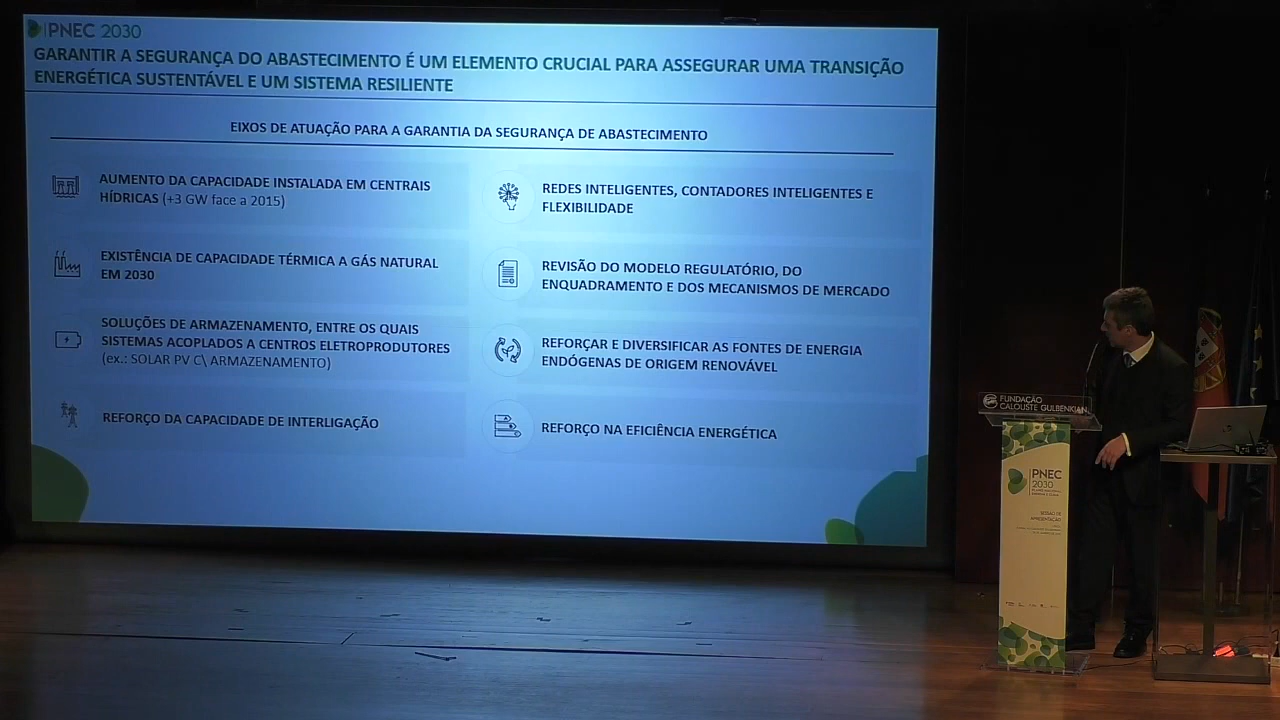 PNEC 2030
GARANTIR A SEGURANÇA DO ABASTECIMENTO É UM ELEMENTO CRUCIAL PARA ASSEGURAR UMA TRANSIÇÃO
ENERGÉTICA SUSTENTÁVEL E UM SISTEMA RESILIENTE
EIXOS DE ATUAÇÃO PARA A GARANTIA DA SEGURANÇA DE ABASTECIMENTO
AUMENTO DA CAPACIDADE INSTALADA EM CENTRAIS
HÍDRICAS (+3 GW face a 2015)
EXISTÊNCIA DE CAPACIDADE TÉRMICA A GÁS NATURAL
EM 2030
SOLUÇÕES DE ARMAZENAMENTO, ENTRE OS QUAIS
SISTEMAS ACOPLADOS A CENTROS ELETROPRODUTORES
(ex.: SOLAR PV C\ ARMAZENAMENTO)
REFORÇO DA CAPACIDADE DE INTERLIGAÇÃO
REDES INTELIGENTES, CONTADORES INTELIGENTES E
FLEXIBILIDADE
REVISÃO DO MODELO REGULATÓRIO, DO
ENQUADRAMENTO E DOS MECANISMOS DE MERCADO
REFORÇAR E DIVERSIFICAR AS FONTES DE ENERGIA
ENDÓGENAS DE ORIGEM RENOVÁVEL
REFORÇO NA EFICIÊNCIA ENERGÉTICA
FUNDAÇÃO
CALOUSTE GULBENKIAN
PNEC
2030
SESSÃO DE
APRESENTAÇÃO